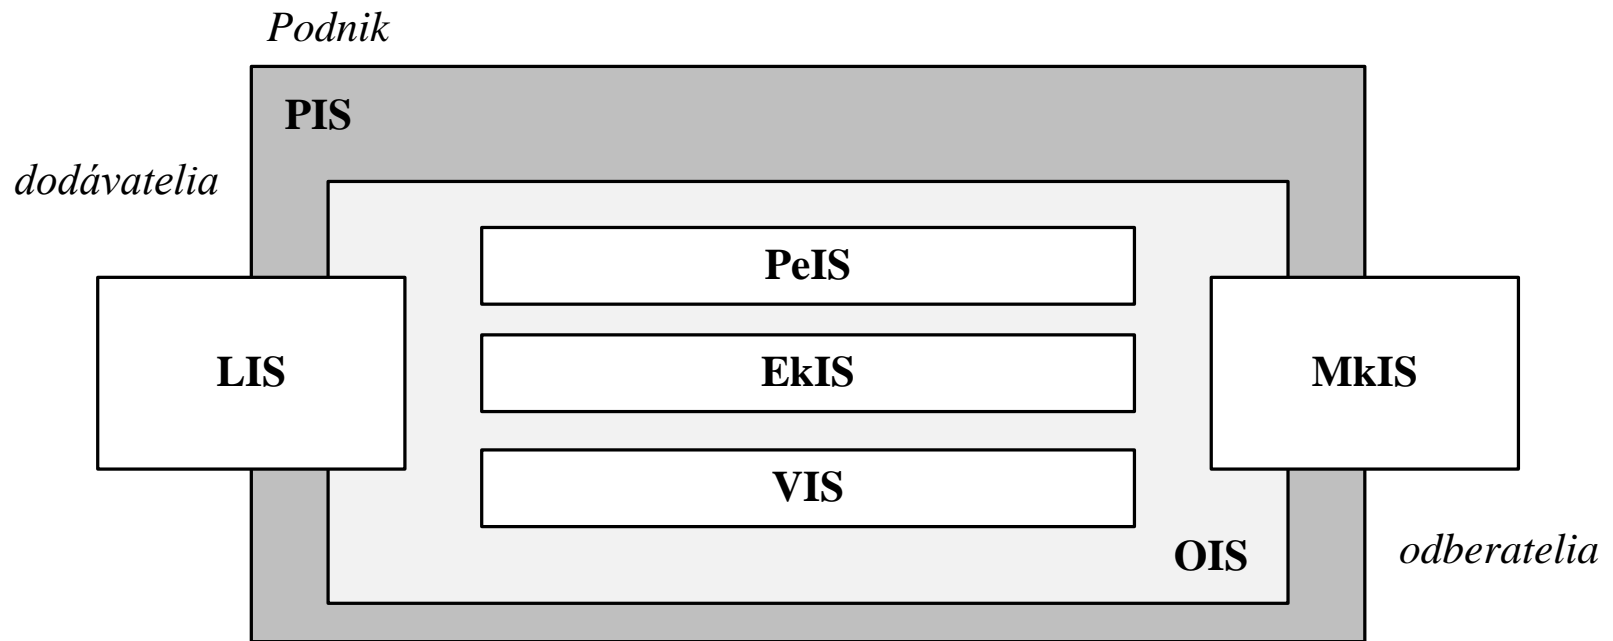 Podnik
PIS
dodávatelia
PeIS
LIS
EkIS
MkIS
VIS
OIS
odberatelia